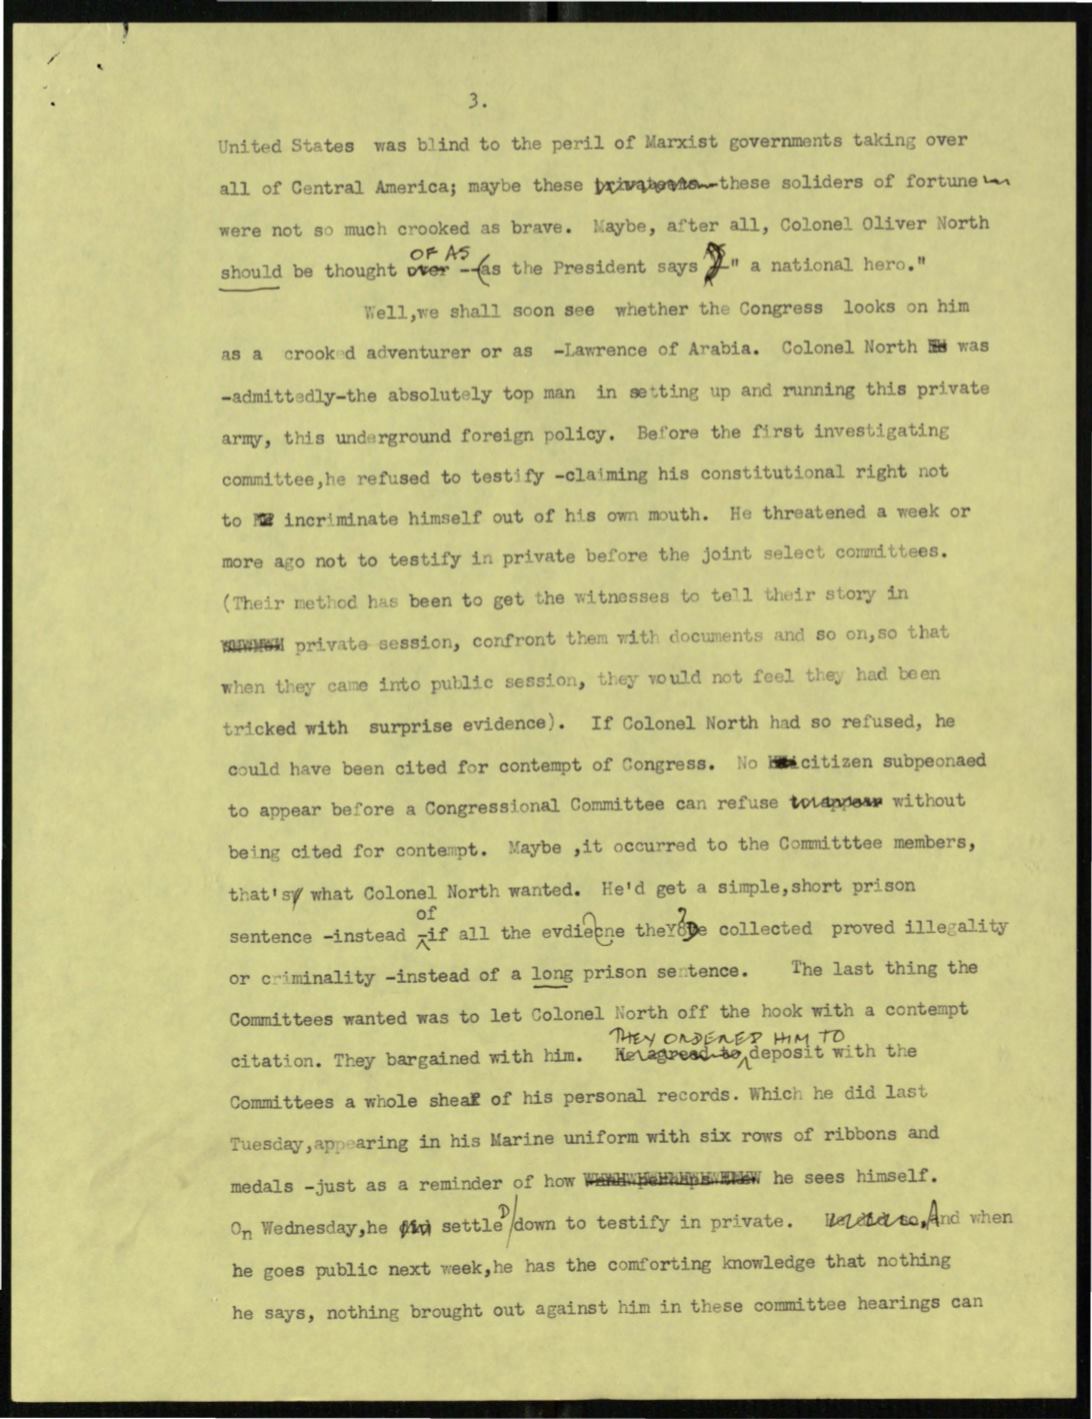 3.
United States was blind to the peril of Marxist governments taking over
all of Central America; maybe these privateers these soliders of fortune
were not so much crooked as brave. Maybe, after all, Colonel Oliver North
OF AS
should be thought over --(as the President says " a national hero."
Well,we shall soon see whether the Congress looks on him
as a crooked adventurer or as -Lawrence of Arabia. Colonel North was
-admittedly-the absolutely top man in setting up and running this private
army, this underground foreign policy. Before the first investigating
committee,he refused to testify -claiming his constitutional right not
to incriminate himself out of his own mouth. He threatened a week or
more ago not to testify in private before the joint select committees.
(Their method has been to get the witnesses to tell their story in
private session, confront them with documents and so on,so that
when they came into public session, they would not feel they had been
tricked with surprise evidence). If Colonel North had so refused, he
could have been cited for contempt of Congress. No citizen subpeonaed
to appear before a Congressional Committee can refuse to appear without
being cited for contempt. Maybe ,it occurred to the Committtee members,
that's what Colonel North wanted. He'd get a simple,short prison
of
sentence -instead -if all the evdiecne they've collected proved illegality
or criminality -instead of a long prison sentence. The last thing the
Committees wanted was to let Colonel North off the hook with a contempt
THEY ORDERED HIM TO
citation. They bargained with him. He agreed to deposit with the
Committees a whole sheaf of his personal records. Which he did last
Tuesday,appearing in his Marine uniform with six rows of ribbons and
medals -just as a reminder of how he sees himself.
On Wednesday,he settleD down to testify in private. He did so, And when
he goes public next week,he has the comforting knowledge that nothing
he says, nothing brought out against him in these committee hearings can